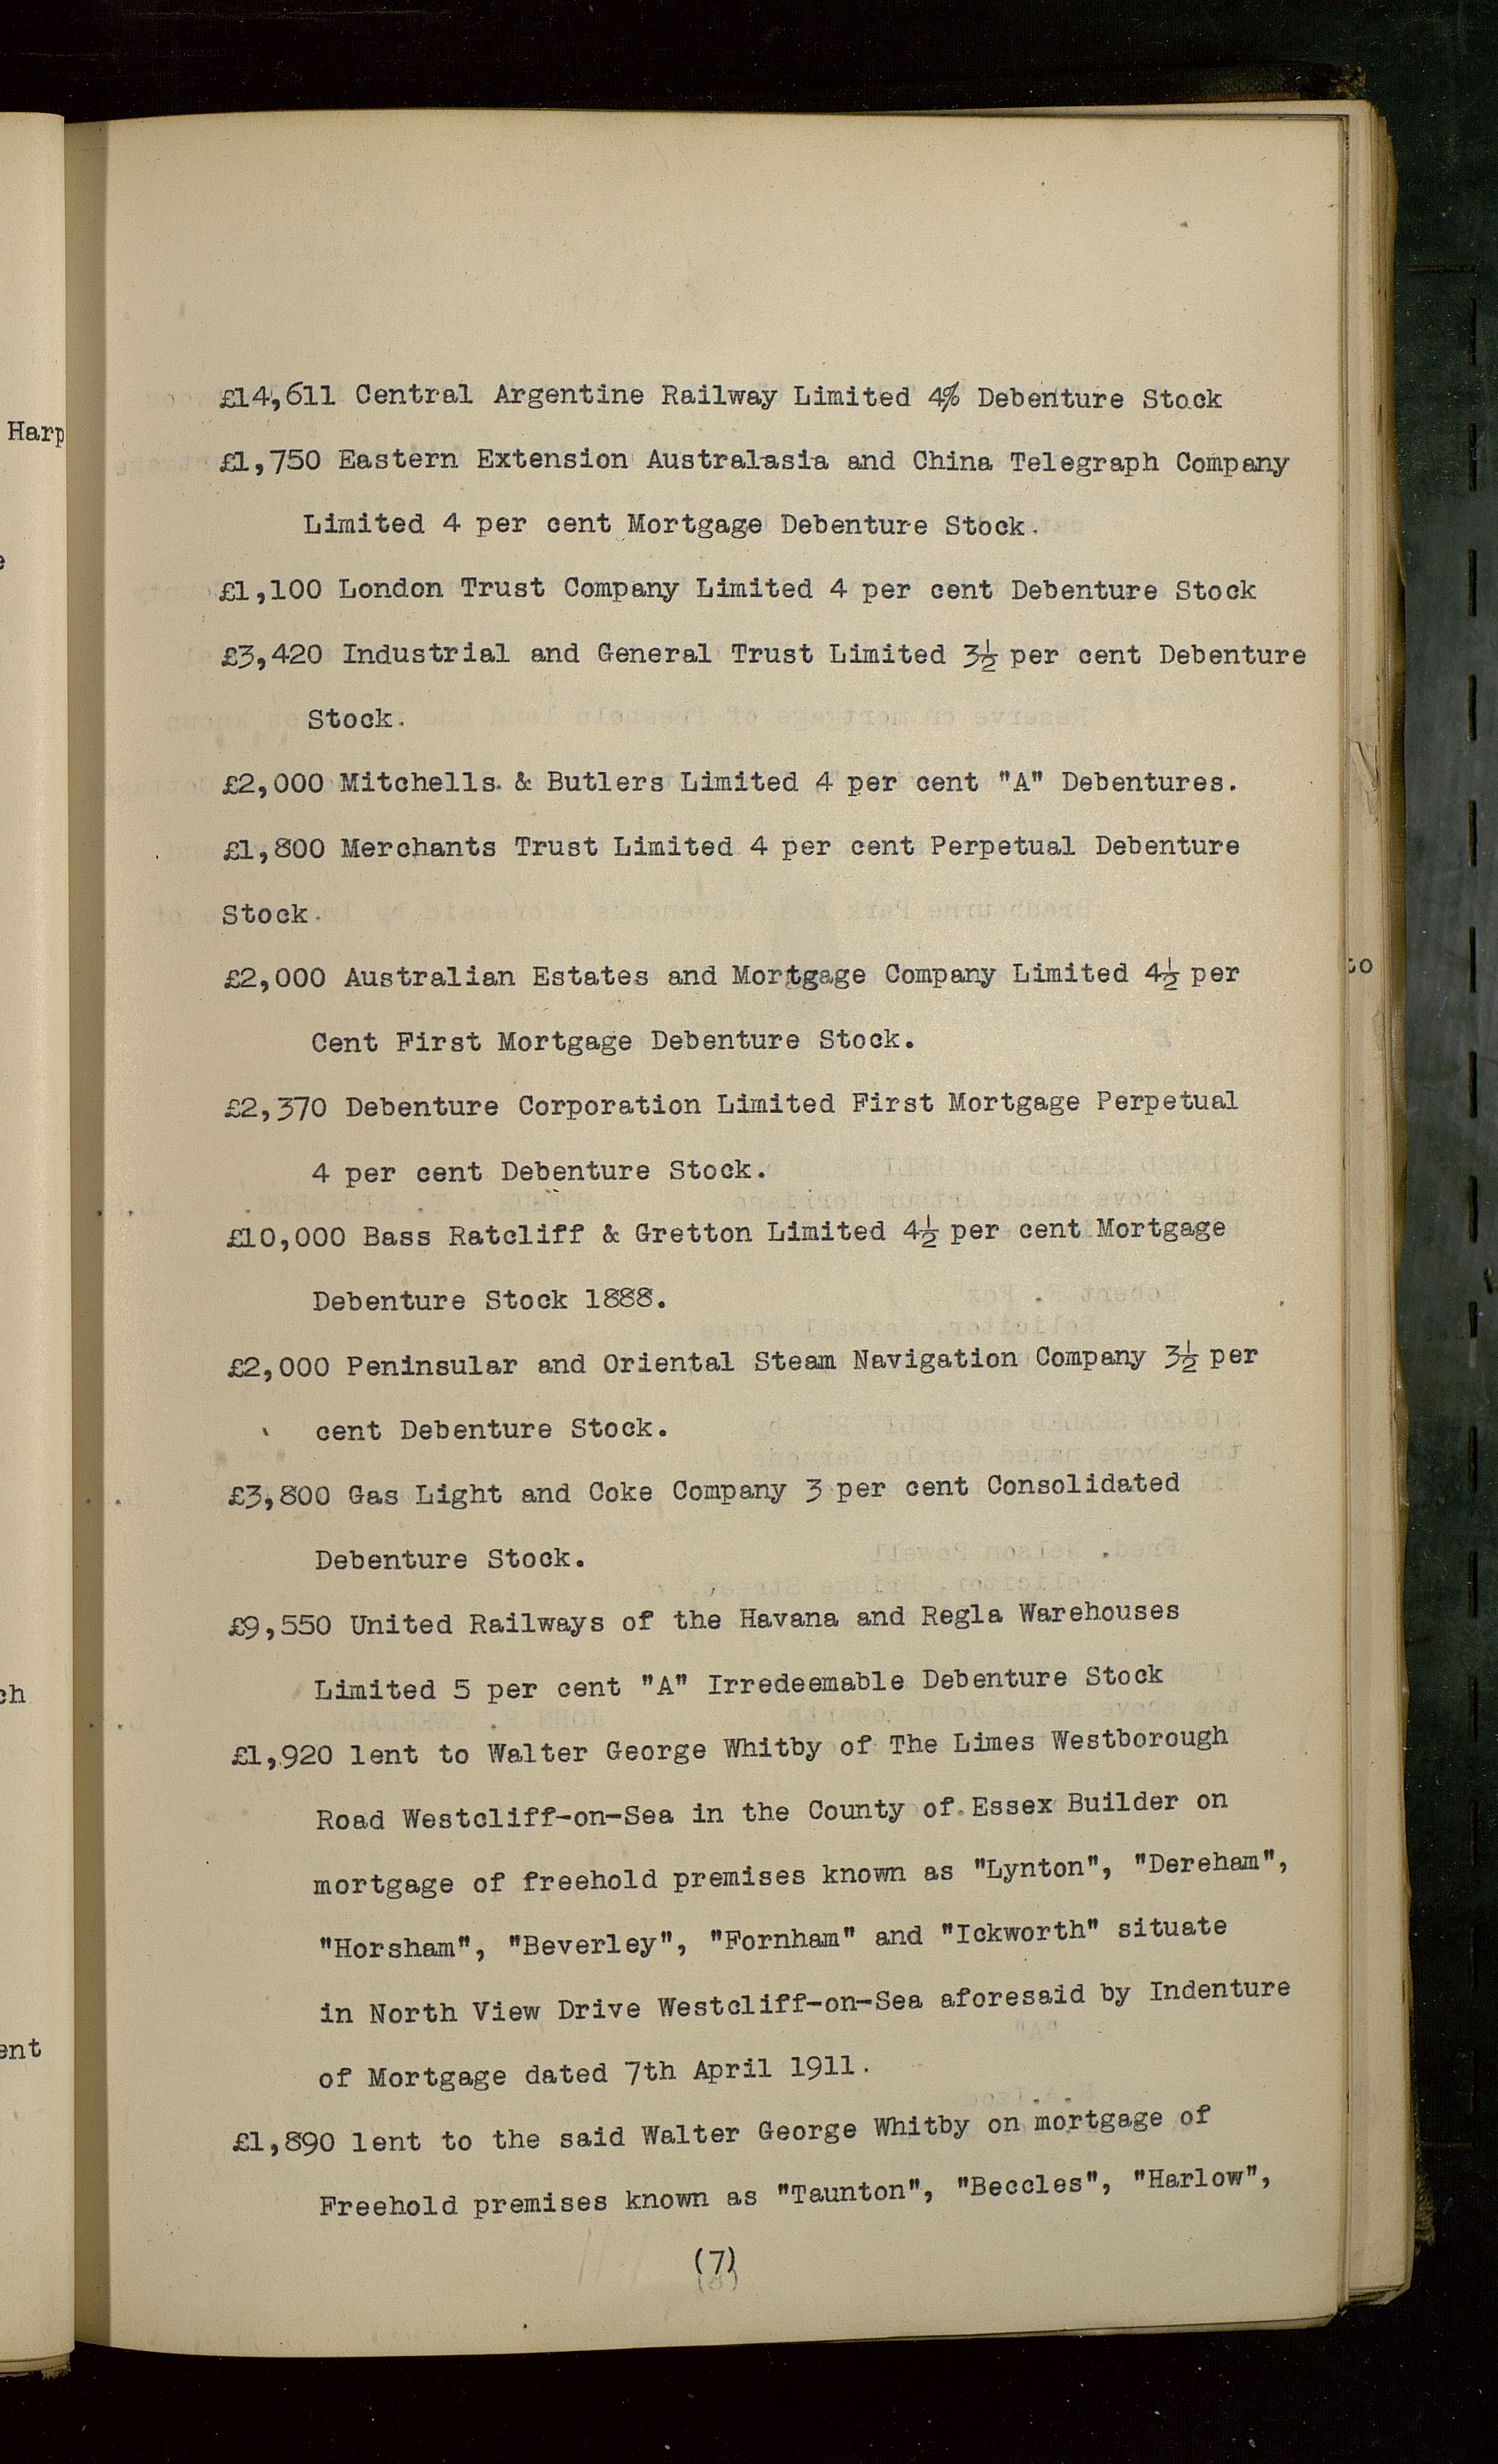 £14,611 Central Argentine Railway Limited 4% Debenture Stock
£1,750 Eastern Extension Australasia and China Telegraph Company
Limited 4 per cent Mortgage Debenture Stock.
£1,100 London Trust Company Limited 4 per cent Debenture Stock
£3,420 Industrial and General Trust Limited 3½ per cent Debenture
Stock.
£2,000 Mitchells & Butlers Limited 4 per cent "A" Debentures.
£1,800 Merchants Trust Limited 4 per cent Perpetual Debenture
Stock.
£2,000 Australian Estates and Mortgage Company Limited 4½ per
Cent First Mortgage Debenture Stock.
£2,370 Debenture Corporation Limited First Mortgage Perpetual
4 per cent Debenture Stock.
£10,000 Bass Ratcliff & Gretton Limited 4½ per cent Mortgage
Debenture Stock 1888.
£2,000 Peninsular and Oriental Steam Navigation Company 3½ per
cent Debenture Stock.
£3,800 Gas Light and Coke Company 3 per cent Consolidated
Debenture Stock.
£9,550 United Railways of the Havana and Regla Warehouses
Limited 5 per cent "A" Irredeemable Debenture Stock
£1,920 lent to Walter George Whitby of The Limes Westborough
Road Westcliff-on-Sea in the County of Essex Builder on
mortgage of freehold premises known as "Lynton", "Dereham",
"Horsham", "Beverley", "Fornham" and "Ickworth" situate
in North View Drive Westcliff-on-Sea aforesaid by Indenture
of Mortgage dated 7th April 1911.
£1,890 lent to the said Walter George Whitby on mortgage of
Freehold premises known as "Taunton", "Beccles", "Harlow",
(7)
Harp
ch
ent
to